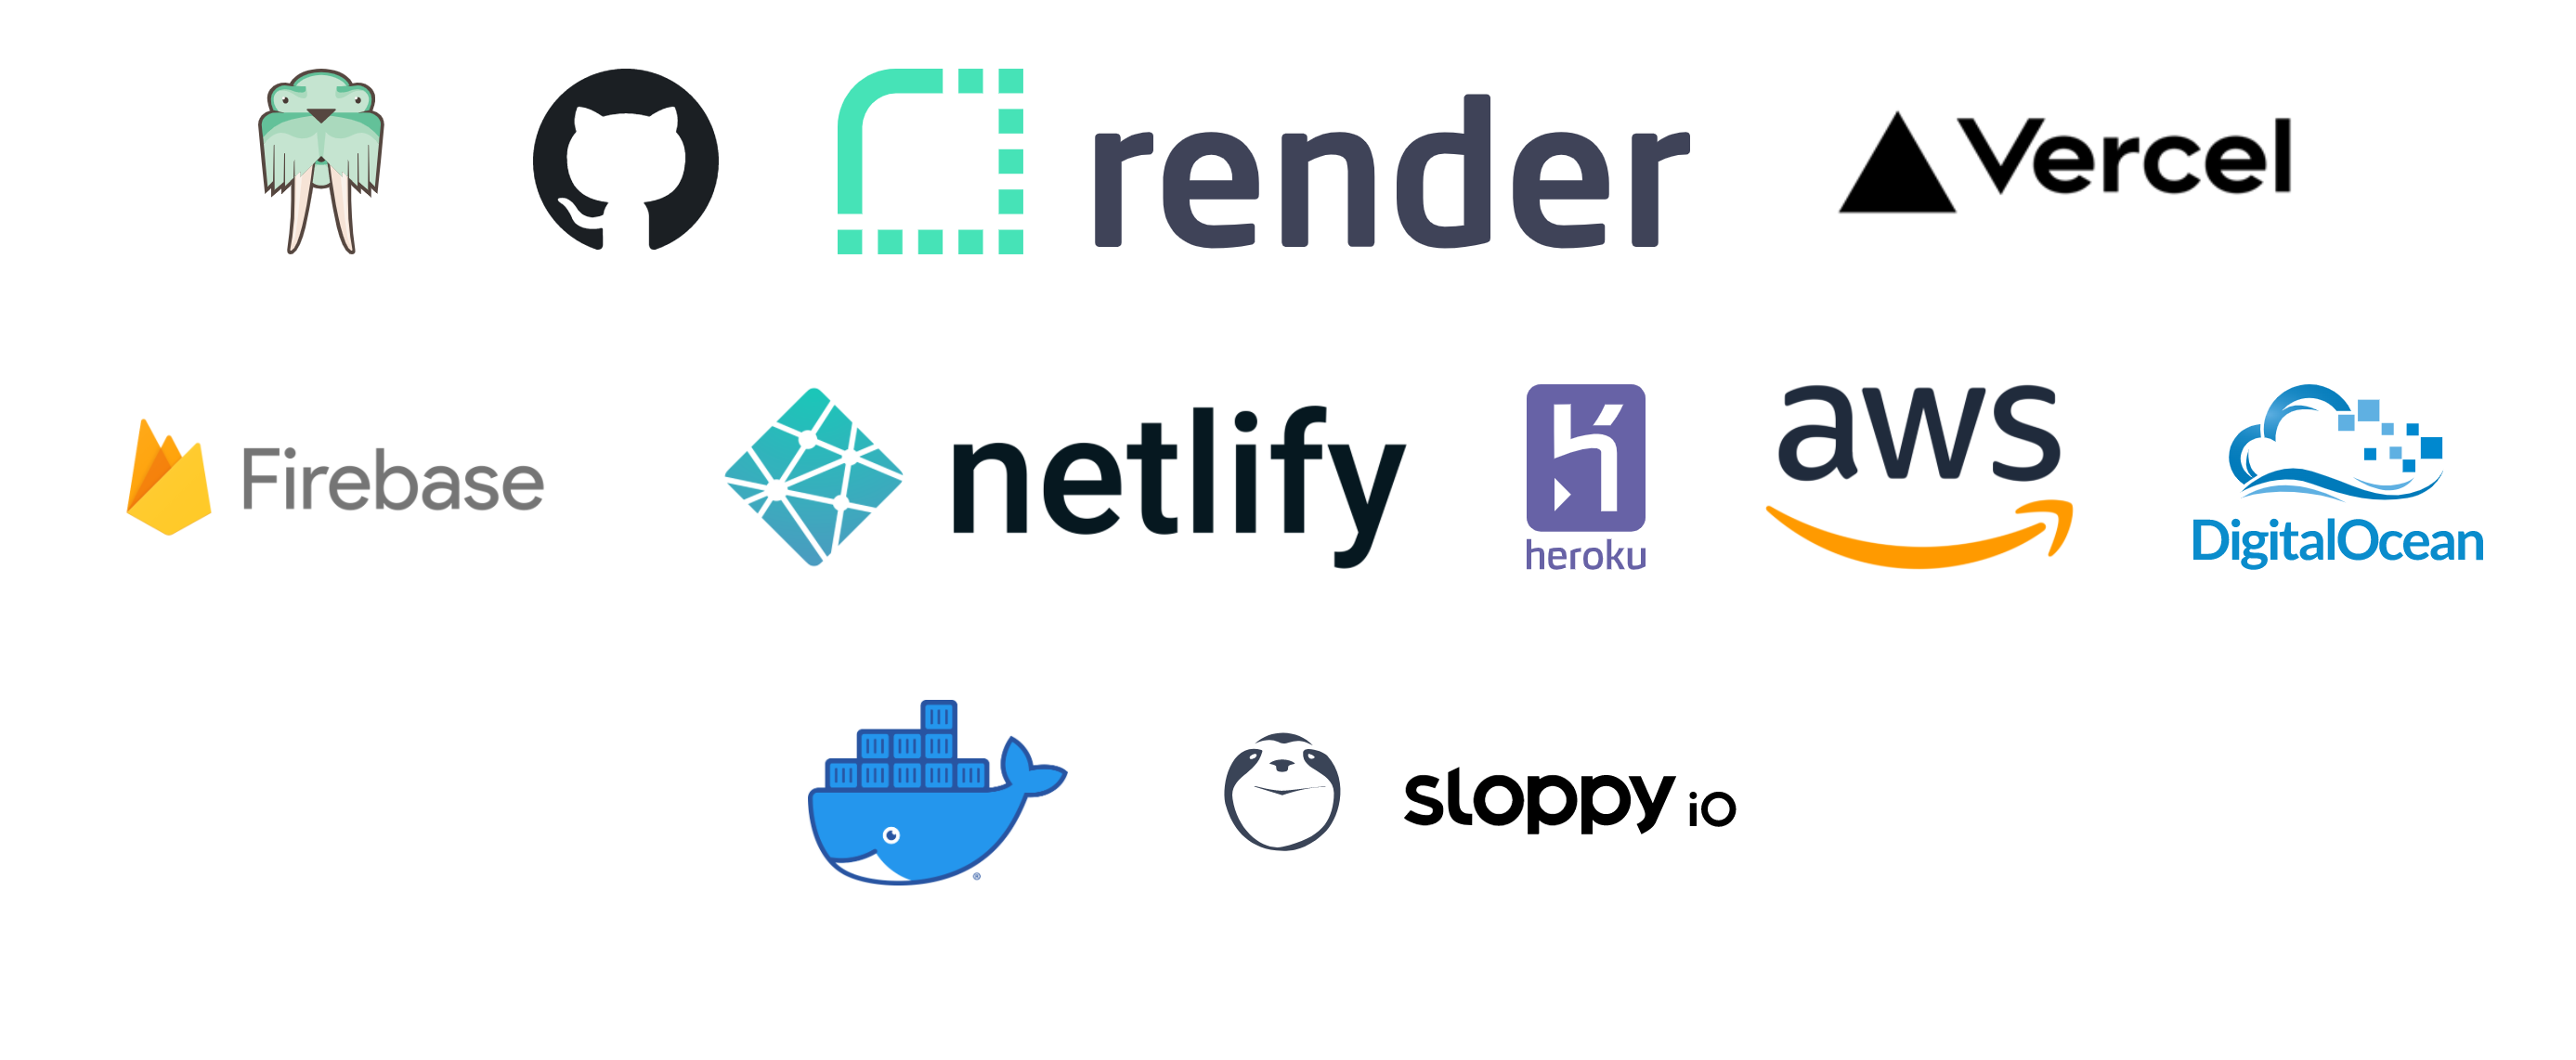 render
Vercel
Firebase
netlify
heroku
aws
DigitalOcean
sloppy io
®